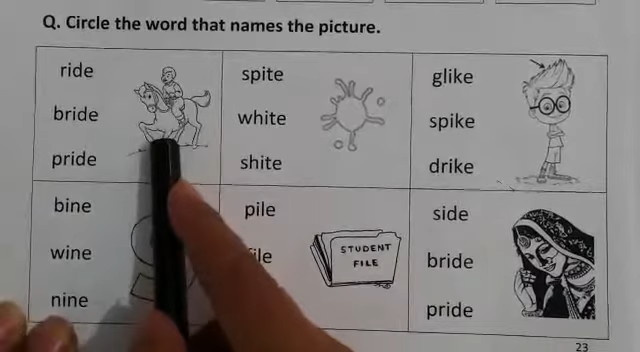 Q. Circle the word that names the picture.
ride
bride
pride
spite
white
shite
glike
spike
drike
bine
wine
nine
pile
STUDENT
FILE
side
bride
pride
23